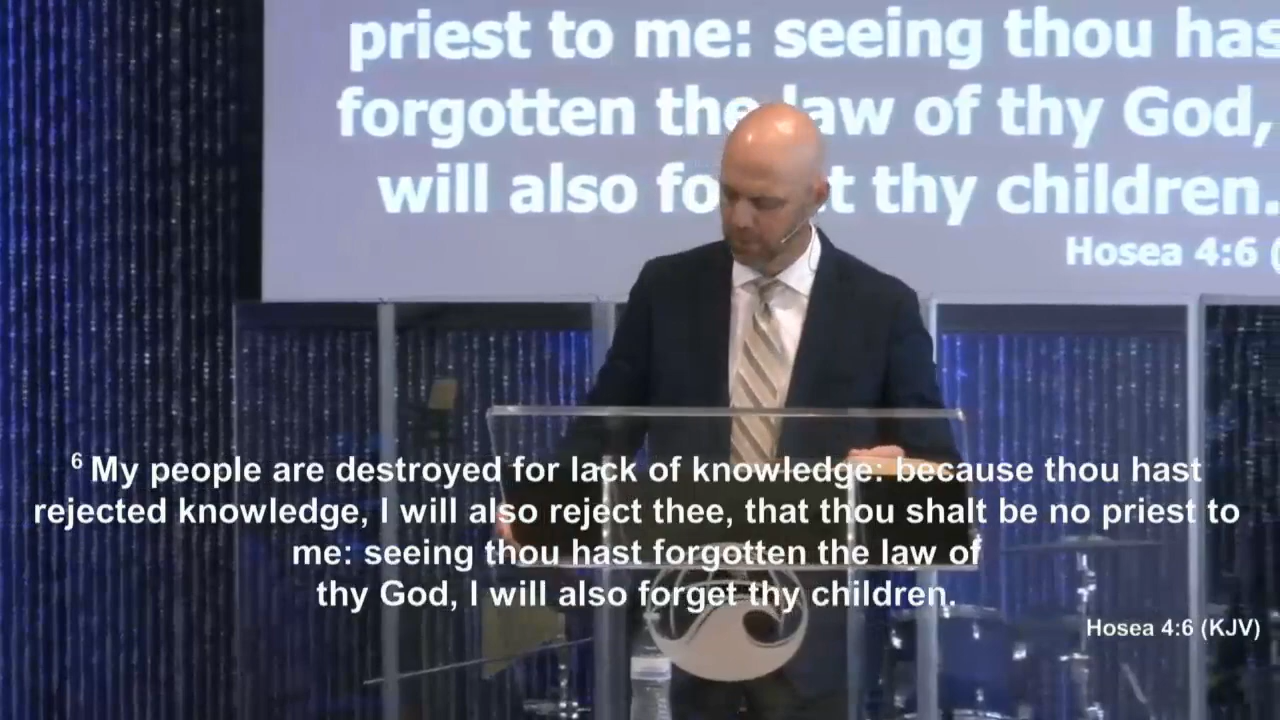 priest to me: seeing thou has
forgotten the law of thy God,
will also fo t thy children.
Hosea 4:6 (
6 My people are destroyed for lack of knowledge: because thou hast
rejected knowledge, I will also reject thee, that thou shalt be no priest to
me: seeing thou hast forgotten the law of
thy God, I will also forget thy children.
Hosea 4:6 (KJV)